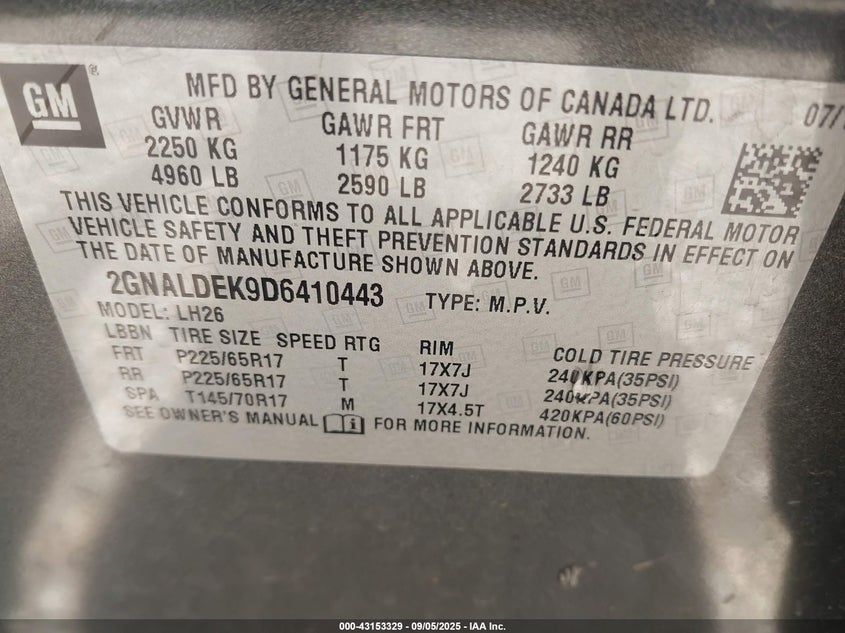 GM
MFD BY GENERAL MOTORS OF CANADA LTD.
GVWR GAWR FRT GAWR RR
2250 KG 1175 KG 1240 KG
4960 LB 2590 LB 2733 LB
THIS VEHICLE CONFORMS TO ALL APPLICABLE U.S. FEDERAL MOTOR
VEHICLE SAFETY AND THEFT PREVENTION STANDARDS IN EFFECT ON
THE DATE OF MANUFACTURE SHOWN ABOVE.
2GNALDEK9D6410443 TYPE: M.P.V.
MODEL: LH26
LBBN TIRE SIZE SPEED RTG RIM COLD TIRE PRESSURE
FRT P225/65R17 T 17X7J 240KPA(35PSI)
RR P225/65R17 T 17X7J 240KPA(35PSI)
SPA T145/70R17 M 17X4.5T 420KPA(60PSI)
SEE OWNER'S MANUAL FOR MORE INFORMATION.
000-43153329 - 09/05/2025 - IAA Inc.